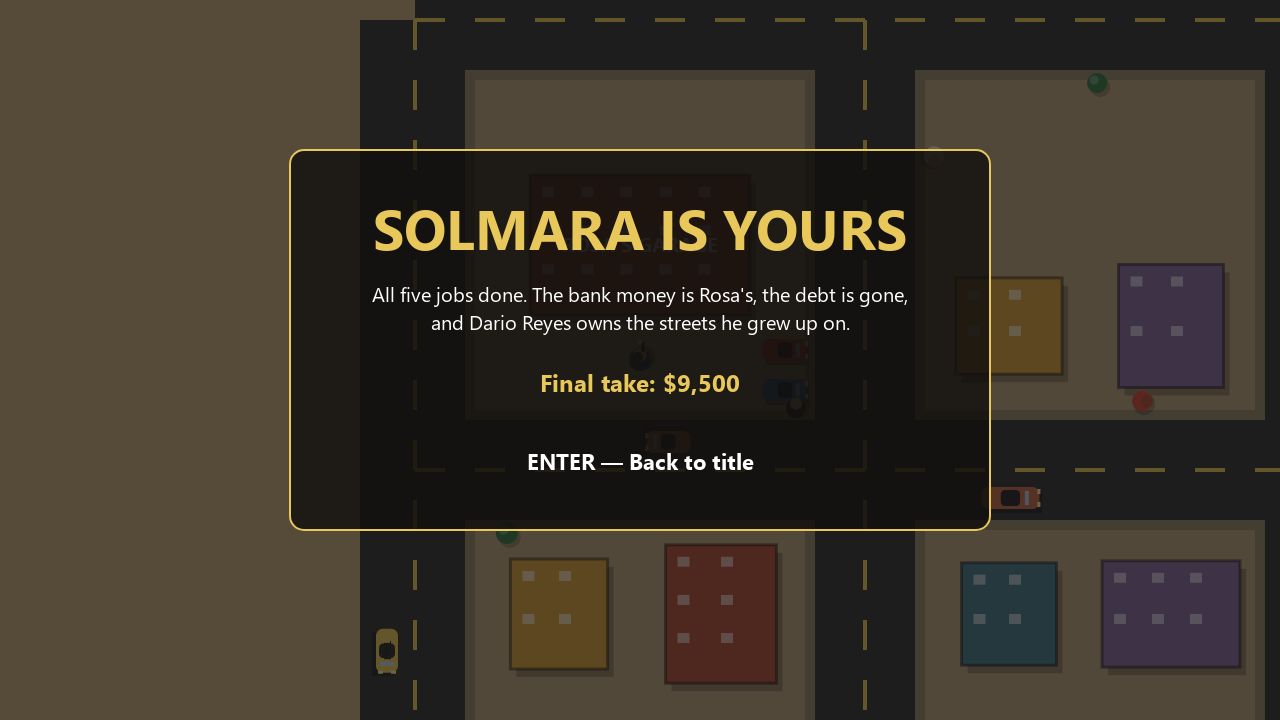 SOLMARA IS YOURS
All five jobs done. The bank money is Rosa's, the debt is gone,
and Dario Reyes owns the streets he grew up on.
Final take: $9,500
ENTER — Back to title